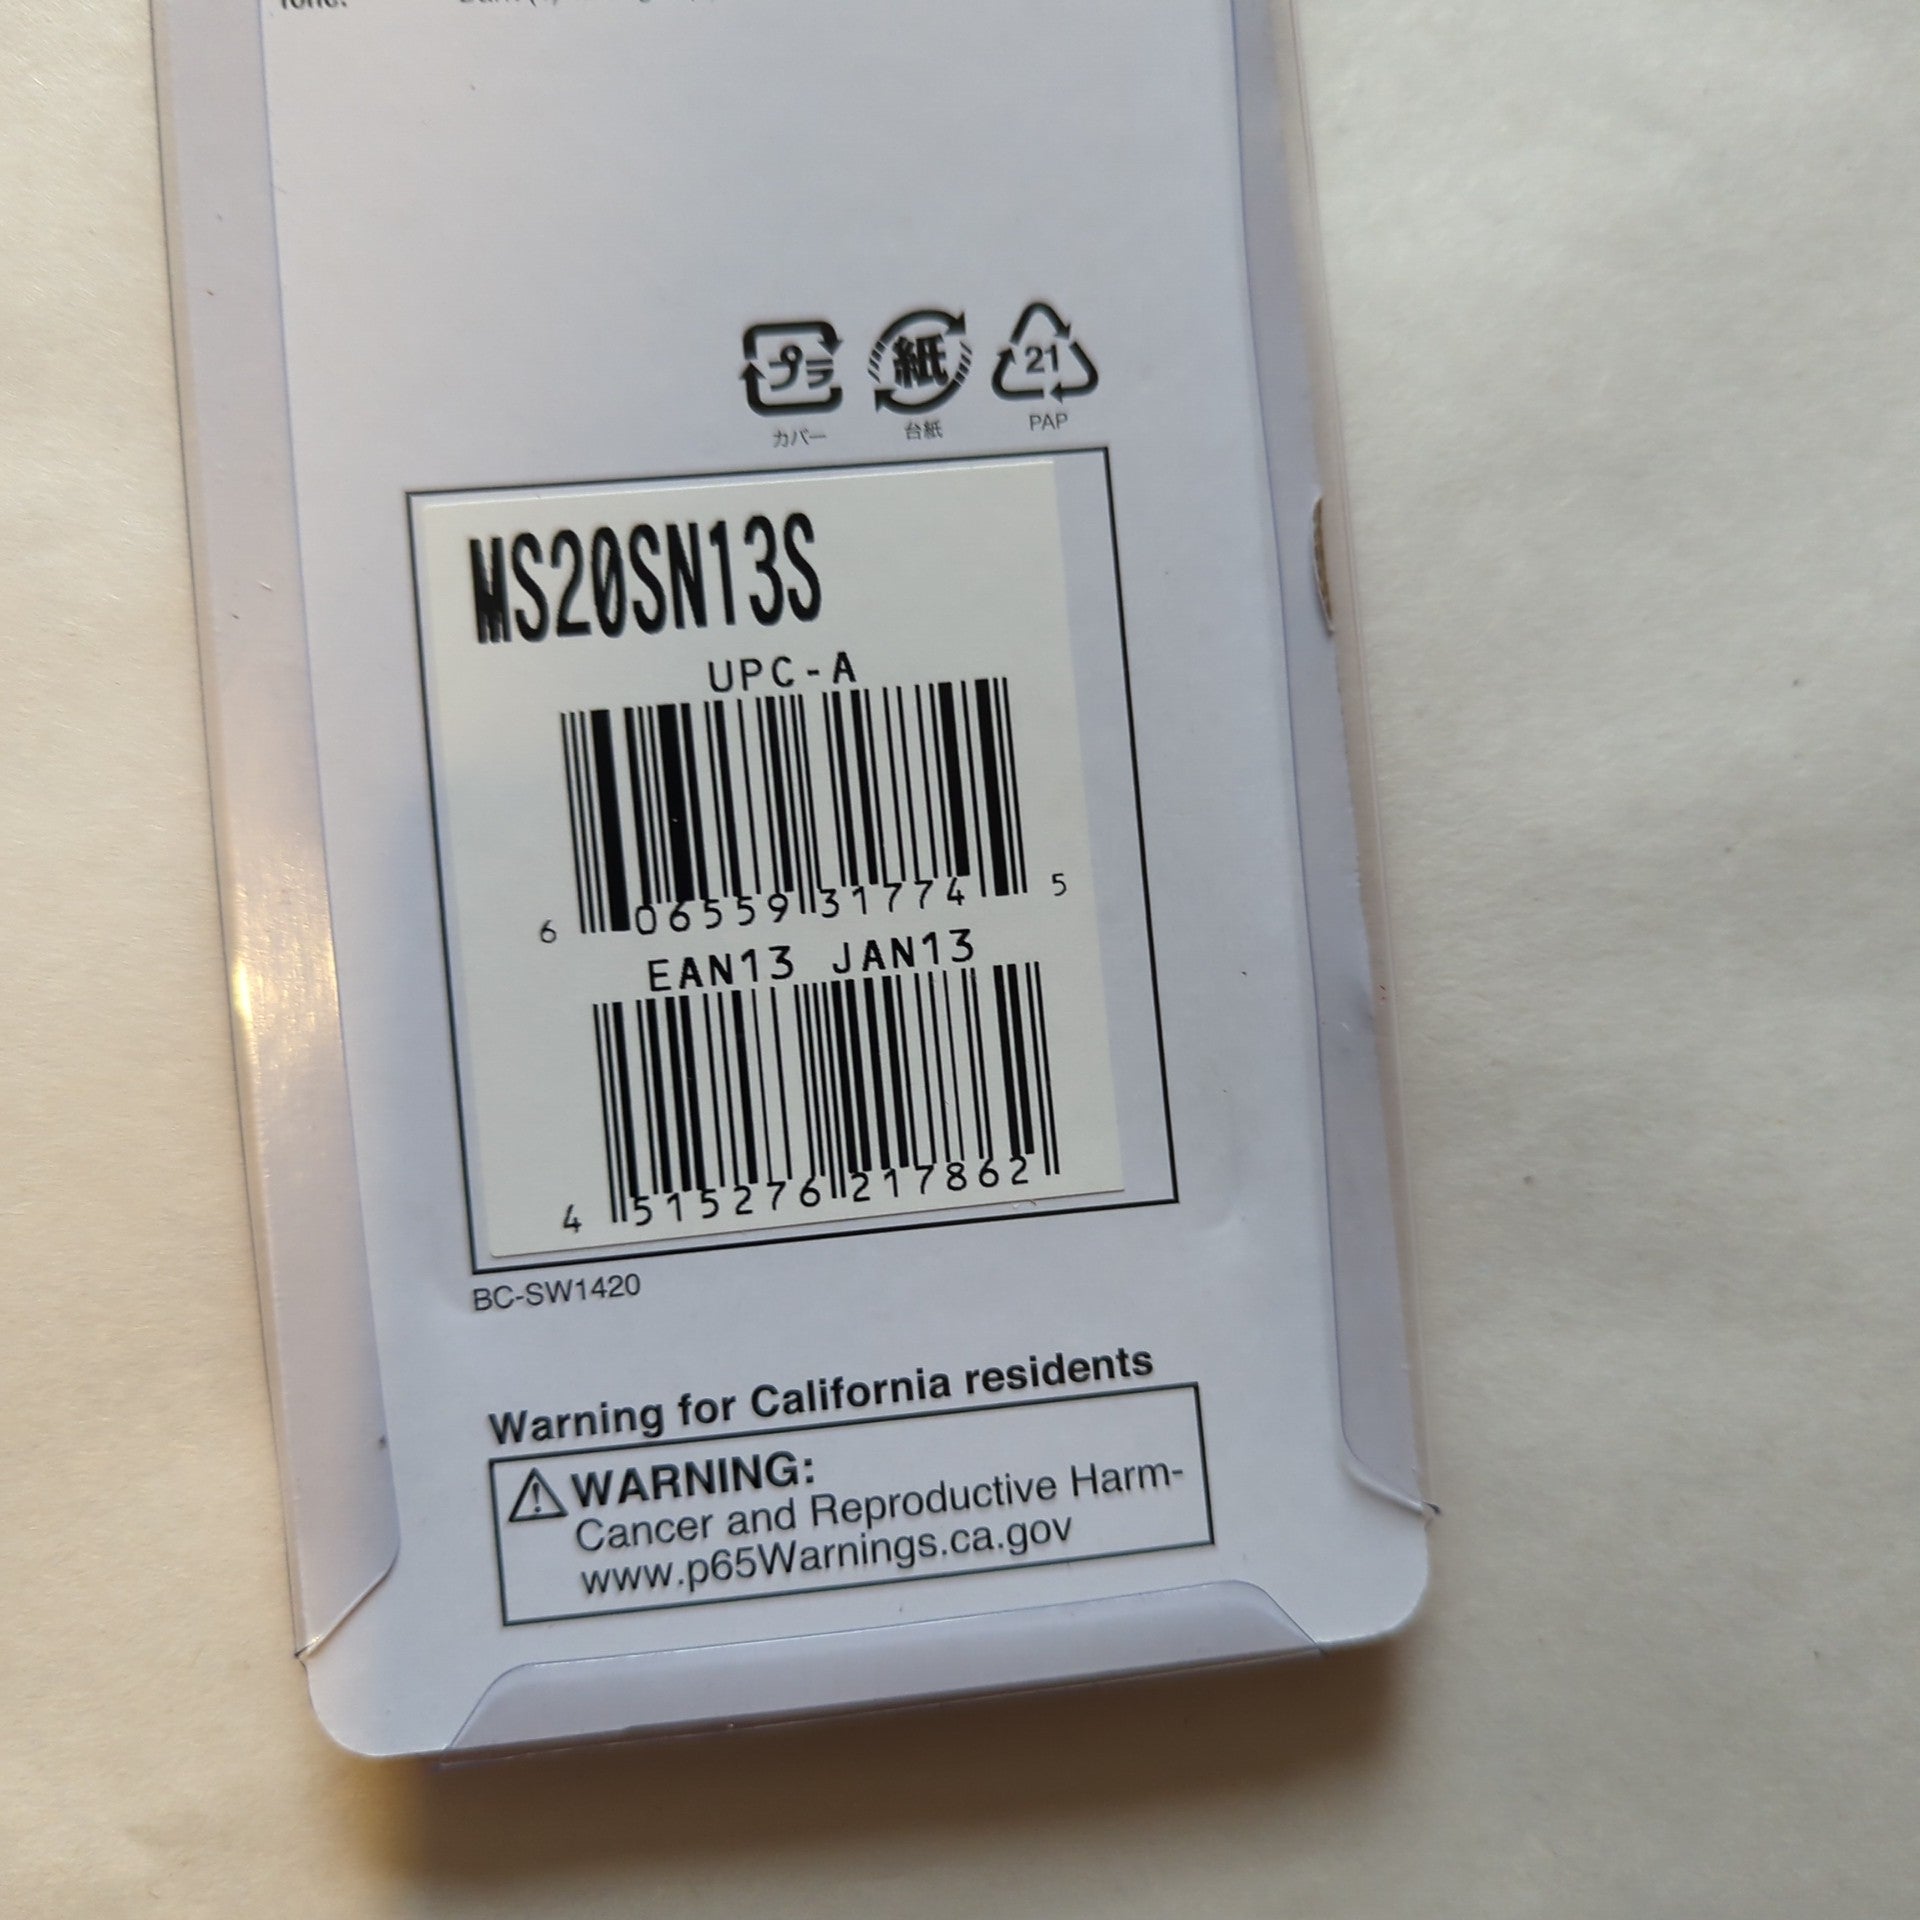 プラ 紙 21
カバー 台紙 PAP
MS20SN13S
UPC-A
6 06559 31774 5
EAN13 JAN13
4 515276 217862
BC-SW1420
Warning for California residents
WARNING:
Cancer and Reproductive Harm-
www.p65Warnings.ca.gov